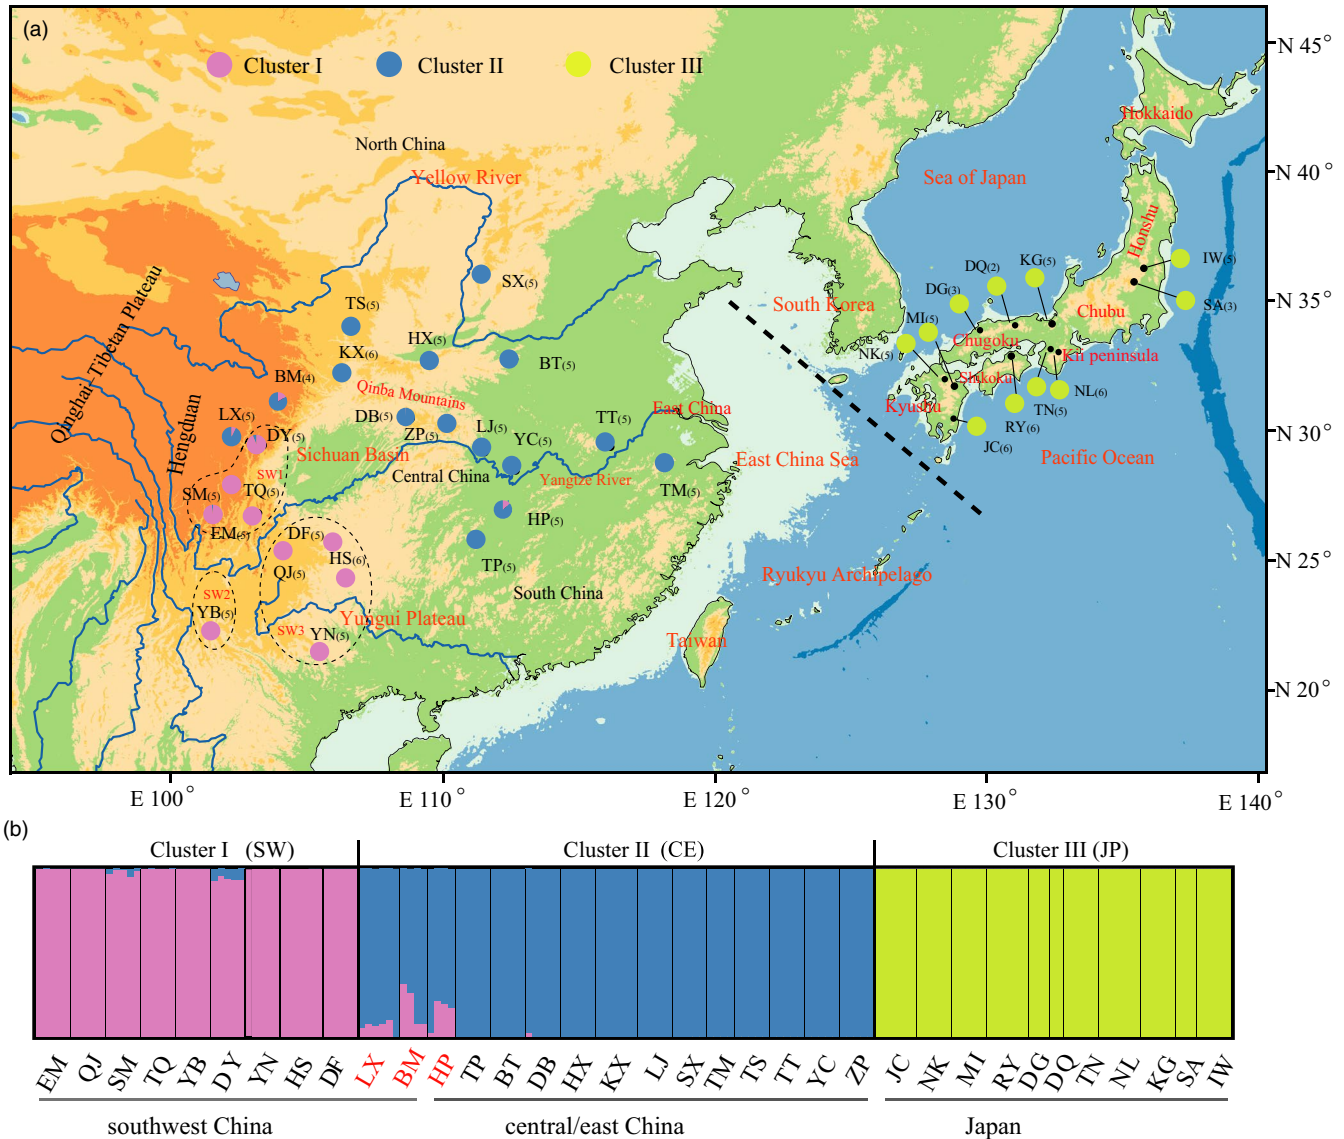 (a)
Cluster I
Cluster II
Cluster III
N 45°
Hokkaido
North China
Yellow River
Sea of Japan
N 40°
Honshu
Qinghai-Tibetan Plateau
SX(5)
DQ(2)
KG(5)
IW(5)
TS(5)
South Korea
DG(3)
SA(3)
N 35°
MI(5)
Chubu
HX(5)
Chugoku
KX(6)
BT(5)
NK(5)
Kii peninsula
BM(4)
Qinba Mountains
Shikoku
NL(6)
Hengduan
LX(5)
DB(5)
ZP(5)
LJ(5)
YC(5)
TT(5)
East China
Kyushu
TN(5)
RY(6)
DY(5)
Sichuan Basin
JC(6)
N 30°
SW1
Central China
Yangtze River
East China Sea
Pacific Ocean
SM(5)
TQ(5)
TM(5)
EM(5)
DF(5)
HP(5)
HS(6)
QJ(5)
TP(5)
N 25°
Ryukyu Archipelago
SW2
South China
YB(5)
SW3
YN(5)
Yungui Plateau
Taiwan
N 20°
E 100°
E 110°
E 120°
E 130°
E 140°
(b)
Cluster I (SW)
Cluster II (CE)
Cluster III (JP)
EM QJ SM TQ YB DY YN HS DF LX BM HP TP BT DB HX KX LJ SX TM TS TT YC ZP JC NK MI RY DG DQ TN NL KG SA IW
southwest China
central/east China
Japan